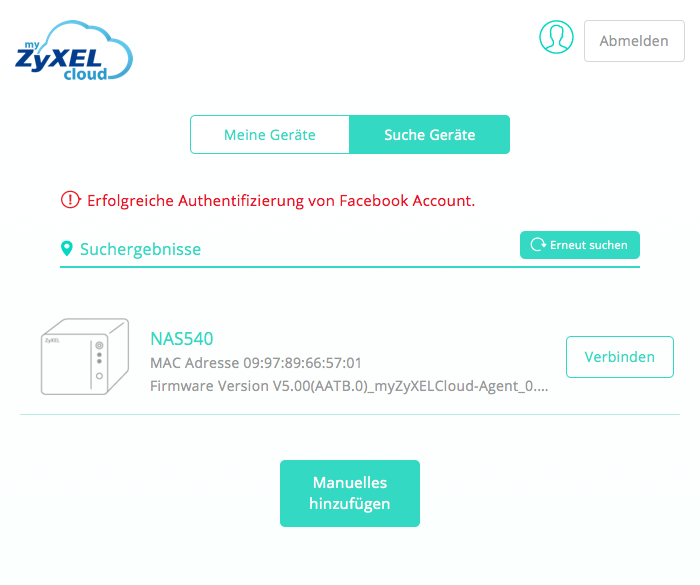 my
ZyXEL
cloud
Abmelden
Meine Geräte
Suche Geräte
Erfolgreiche Authentifizierung von Facebook Account.
Suchergebnisse
Erneut suchen
ZyXEL
NAS540
MAC Adresse 09:97:89:66:57:01
Firmware Version V5.00(AATB.0)_myZyXELCloud-Agent_0....
Verbinden
Manuelles
hinzufügen